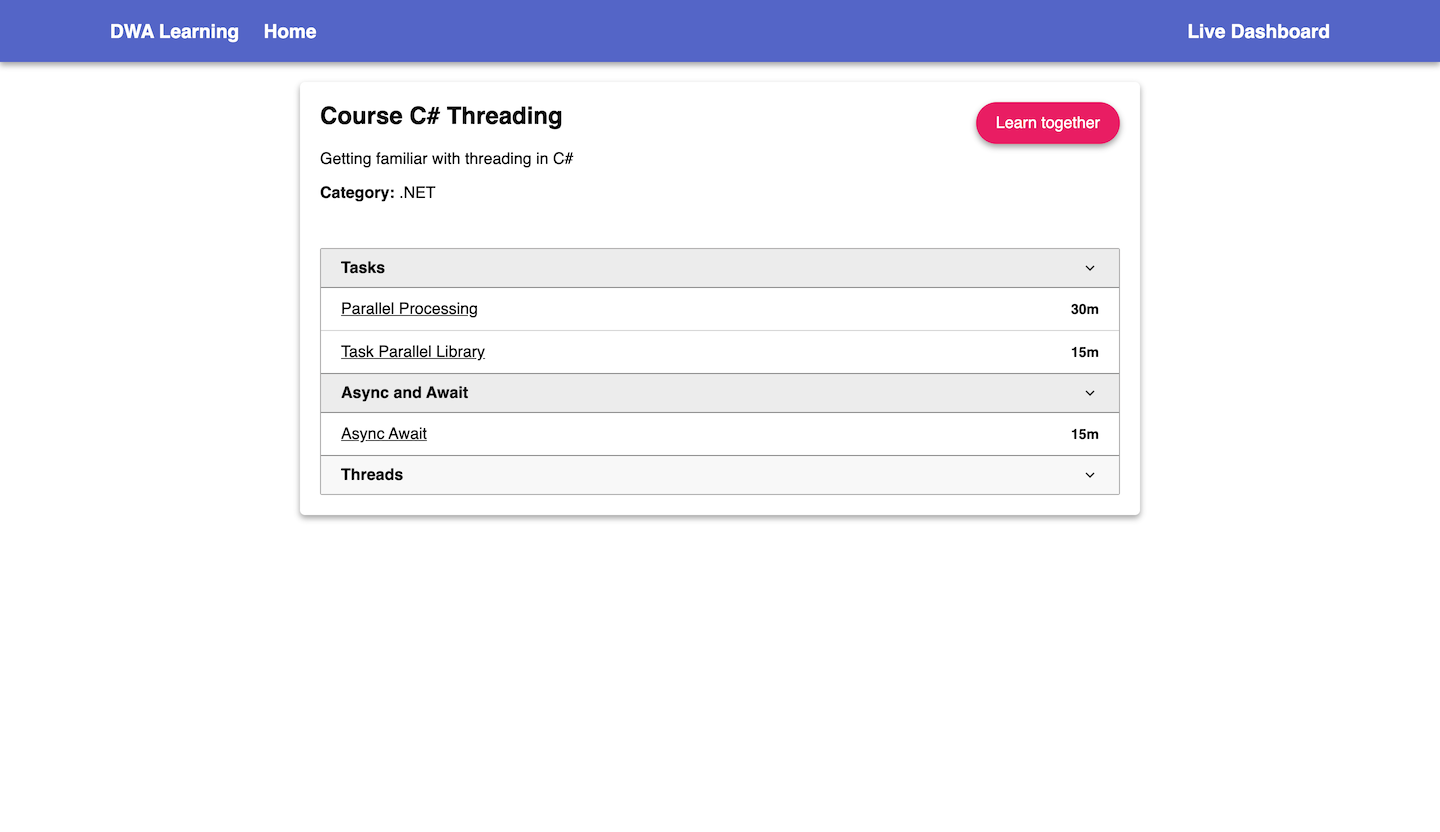 DWA Learning Home Live Dashboard
Course C# Threading
Learn together
Getting familiar with threading in C#
Category: .NET
Tasks
Parallel Processing 30m
Task Parallel Library 15m
Async and Await
Async Await 15m
Threads